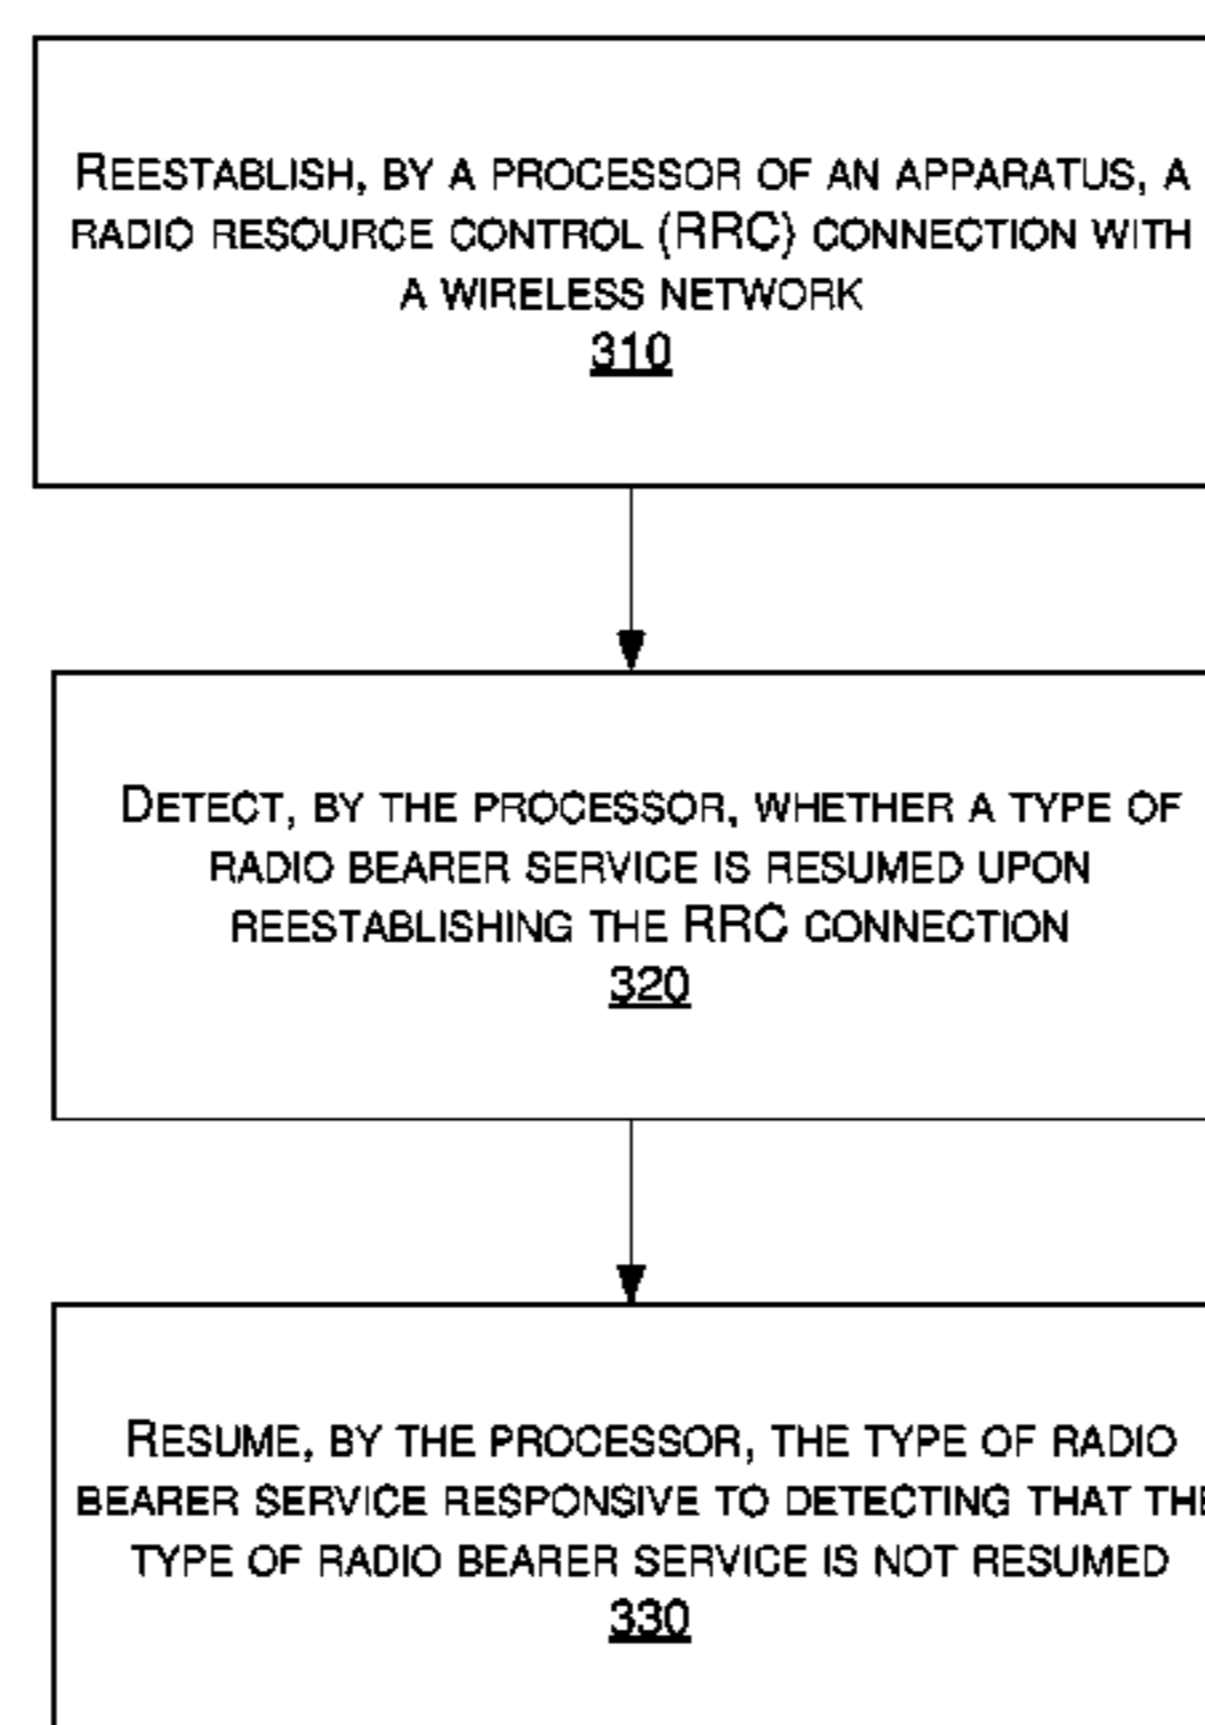 REESTABLISH, BY A PROCESSOR OF AN APPARATUS, A
RADIO RESOURCE CONTROL (RRC) CONNECTION WITH
A WIRELESS NETWORK
310
DETECT, BY THE PROCESSOR, WHETHER A TYPE OF
RADIO BEARER SERVICE IS RESUMED UPON
REESTABLISHING THE RRC CONNECTION
320
RESUME, BY THE PROCESSOR, THE TYPE OF RADIO
BEARER SERVICE RESPONSIVE TO DETECTING THAT THE
TYPE OF RADIO BEARER SERVICE IS NOT RESUMED
330